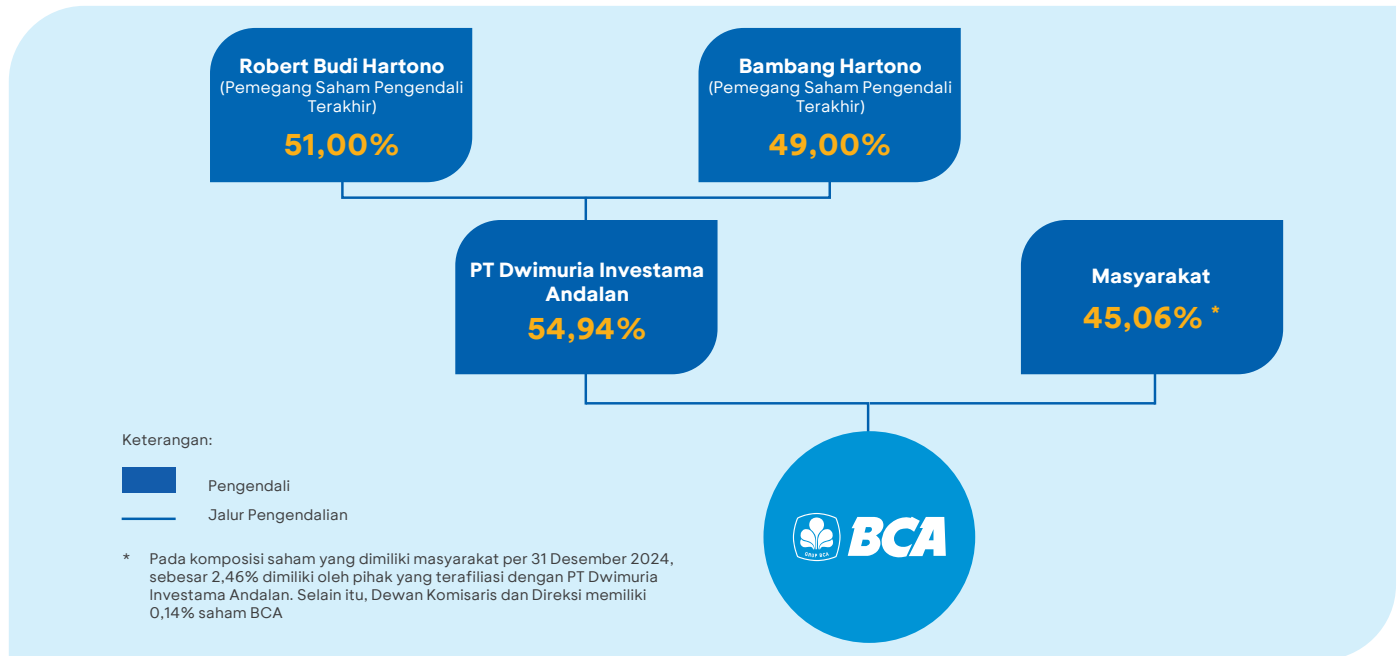 Robert Budi Hartono
(Pemegang Saham Pengendali
Terakhir)
51,00%
Bambang Hartono
(Pemegang Saham Pengendali
Terakhir)
49,00%
PT Dwimuria Investama
Andalan
54,94%
Masyarakat
45,06% *
Keterangan:
Pengendali
Jalur Pengendalian
* Pada komposisi saham yang dimiliki masyarakat per 31 Desember 2024,
sebesar 2,46% dimiliki oleh pihak yang terafiliasi dengan PT Dwimuria
Investama Andalan. Selain itu, Dewan Komisaris dan Direksi memiliki
0,14% saham BCA
GRUP BCA
BCA